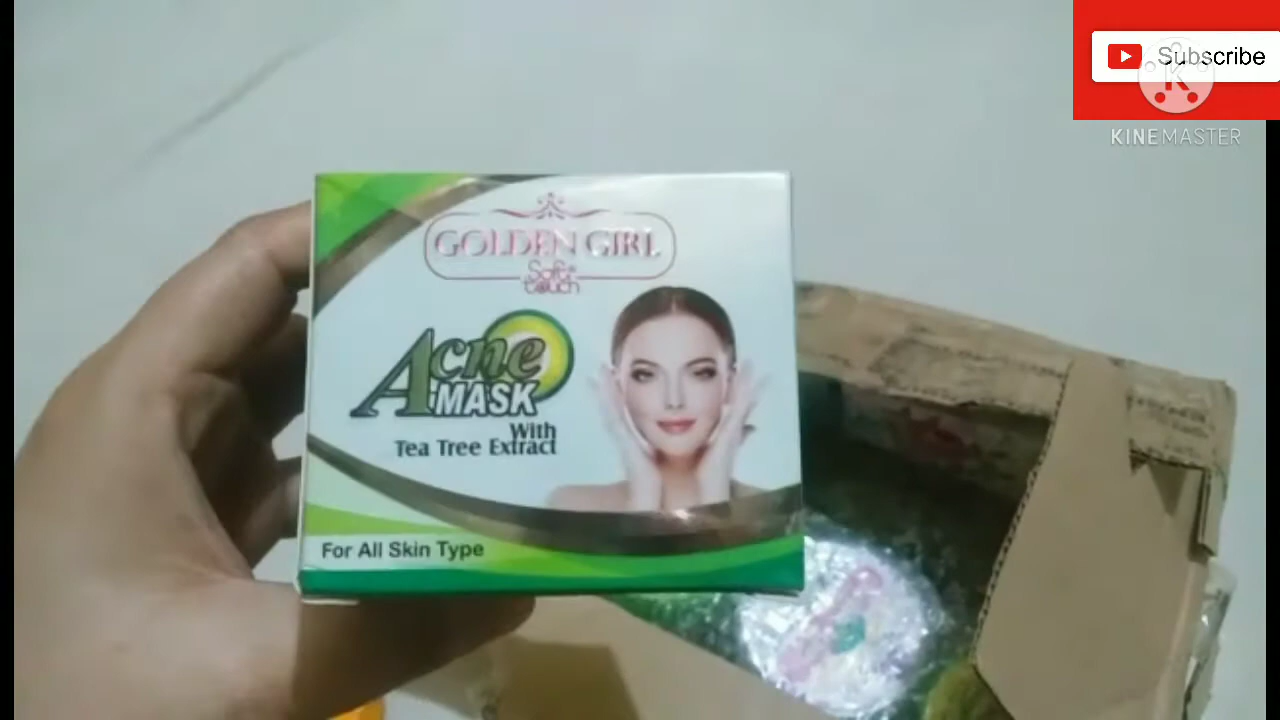 Subscribe
K
KINEMASTER
GOLDEN GIRL
Soft
touch
Acne
MASK
With
Tea Tree Extract
For All Skin Type